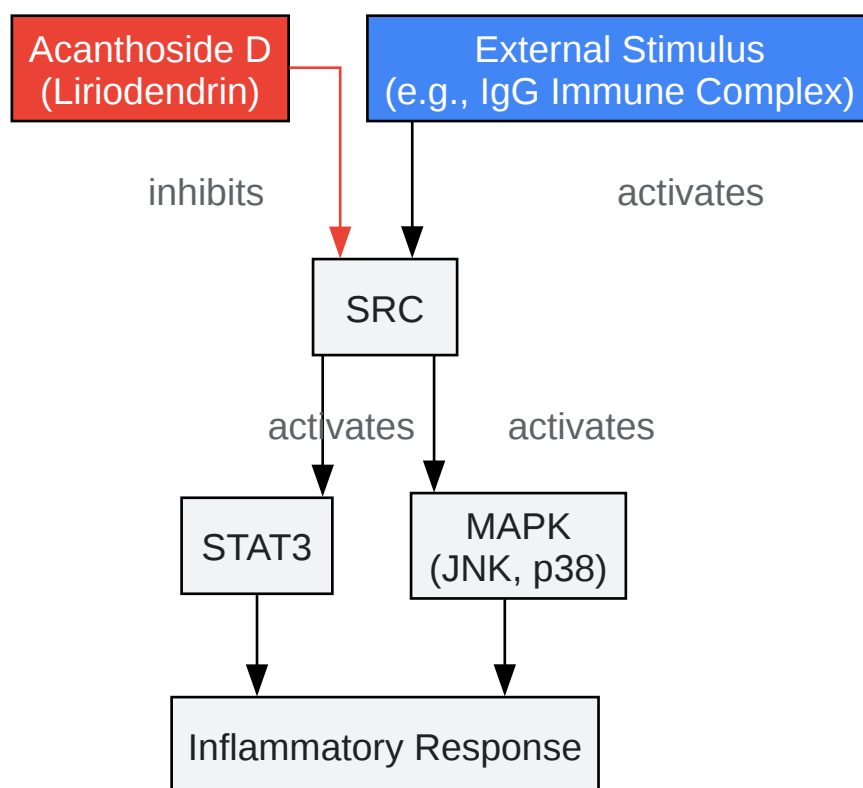 Acanthoside D
(Liriodendrin)
External Stimulus
(e.g., IgG Immune Complex)
inhibits
activates
SRC
activates
activates
STAT3
MAPK
(JNK, p38)
Inflammatory Response